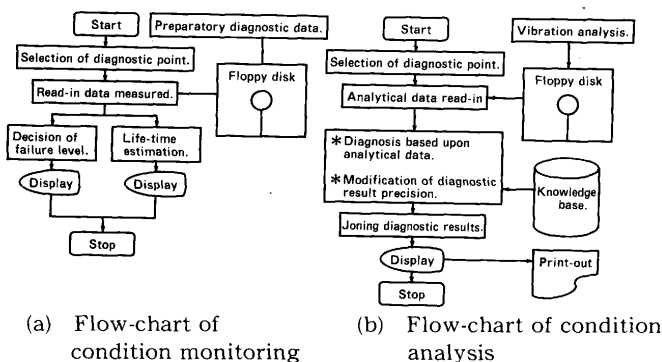 Start
Preparatory diagnostic data.
Selection of diagnostic point.
Floppy disk
Read-in data measured.
Decision of
failure level.
Life-time
estimation.
Display
Display
Stop
(a) Flow-chart of
condition monitoring
Start
Vibration analysis.
Selection of diagnostic point.
Floppy disk
Analytical data read-in
* Diagnosis based upon
analytical data.
* Modification of diagnostic
result precision.
Knowledge
base.
Joning diagnostic results.
Display
Print-out
Stop
(b) Flow-chart of condition
analysis